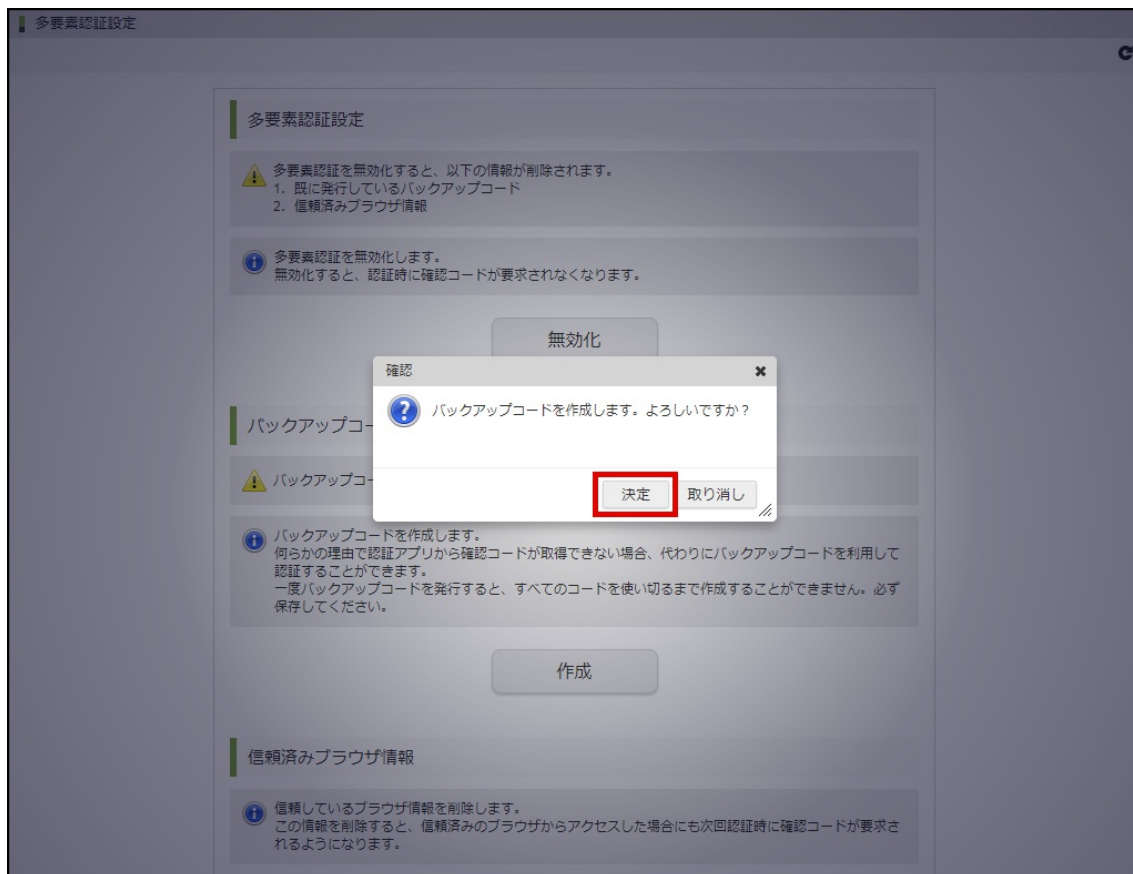 多要素認証設定
多要素認証設定
多要素認証を無効化すると、以下の情報が削除されます。
1. 既に発行しているバックアップコード
2. 信頼済みブラウザ情報
多要素認証を無効化します。
無効化すると、認証時に確認コードが要求されなくなります。
無効化
確認
バックアップコードを作成します。よろしいですか？
決定
取り消し
バックアップコー
バックアップコー
バックアップコードを作成します。
何らかの理由で認証アプリから確認コードが取得できない場合、代わりにバックアップコードを利用して
認証することができます。
一度バックアップコードを発行すると、すべてのコードを使い切るまで作成することができません。必ず
保存してください。
作成
信頼済みブラウザ情報
信頼しているブラウザ情報を削除します。
この情報を削除すると、信頼済みのブラウザからアクセスした場合にも次回認証時に確認コードが要求さ
れるようになります。